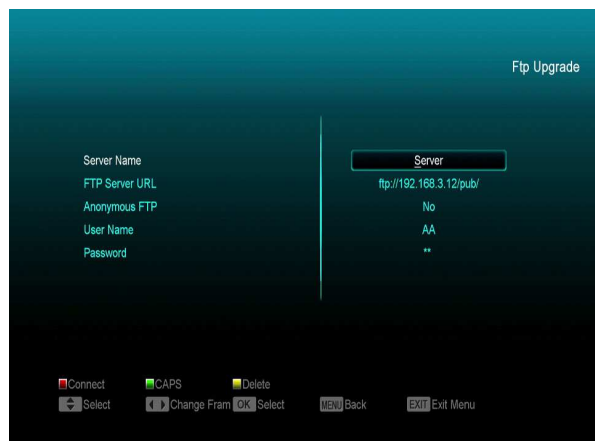 Ftp Upgrade
Server Name Server
FTP Server URL ftp://192.168.3.12/pub/
Anonymous FTP No
User Name AA
Password **
Connect CAPS Delete
Select Change Fram OK Select MENU Back EXIT Exit Menu